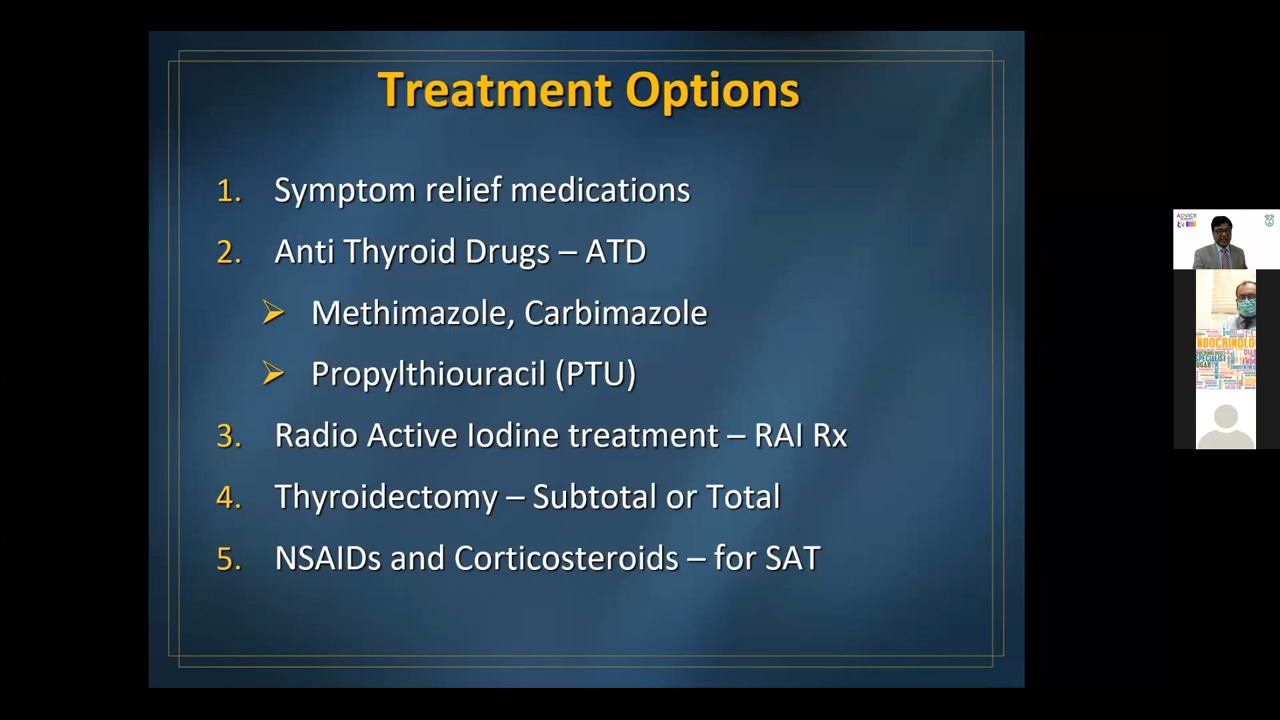 Treatment Options
1. Symptom relief medications
2. Anti Thyroid Drugs – ATD
➢ Methimazole, Carbimazole
➢ Propylthiouracil (PTU)
3. Radio Active Iodine treatment – RAI Rx
4. Thyroidectomy – Subtotal or Total
5. NSAIDs and Corticosteroids – for SAT
ADVICE